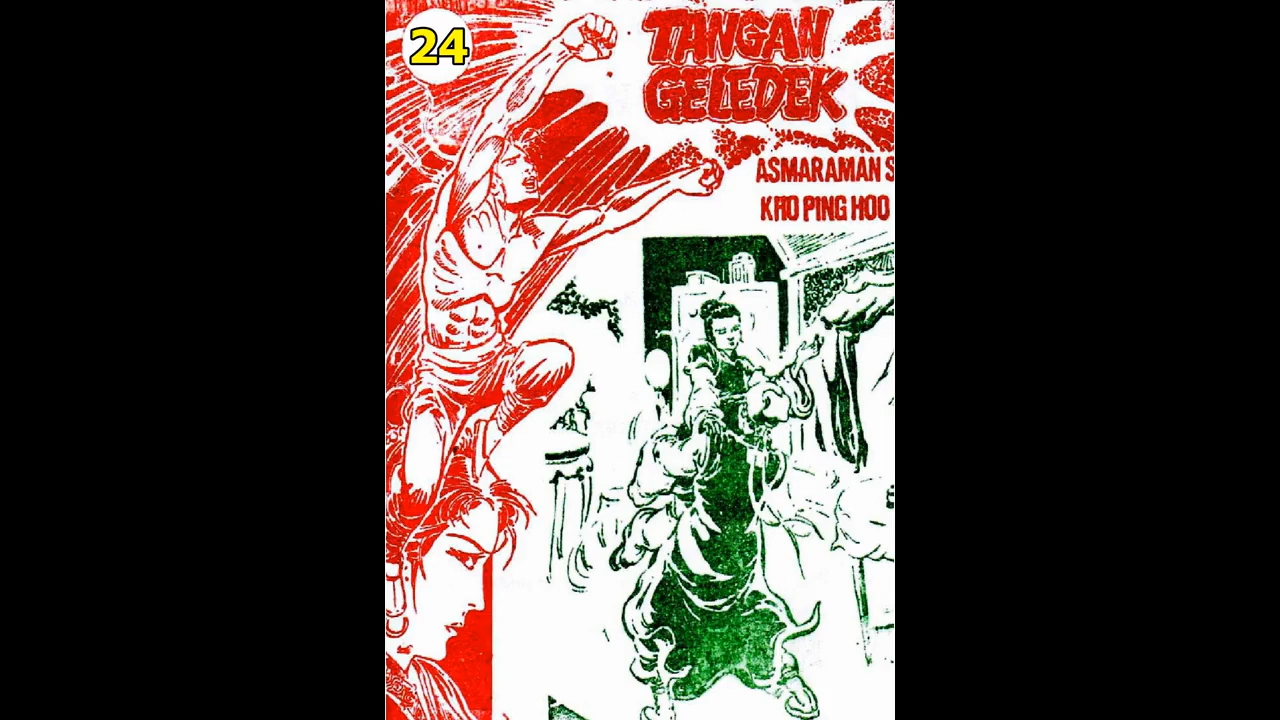 24
TANGAN
GELEDEK
ASMARAMAN S
KHO PING HOO